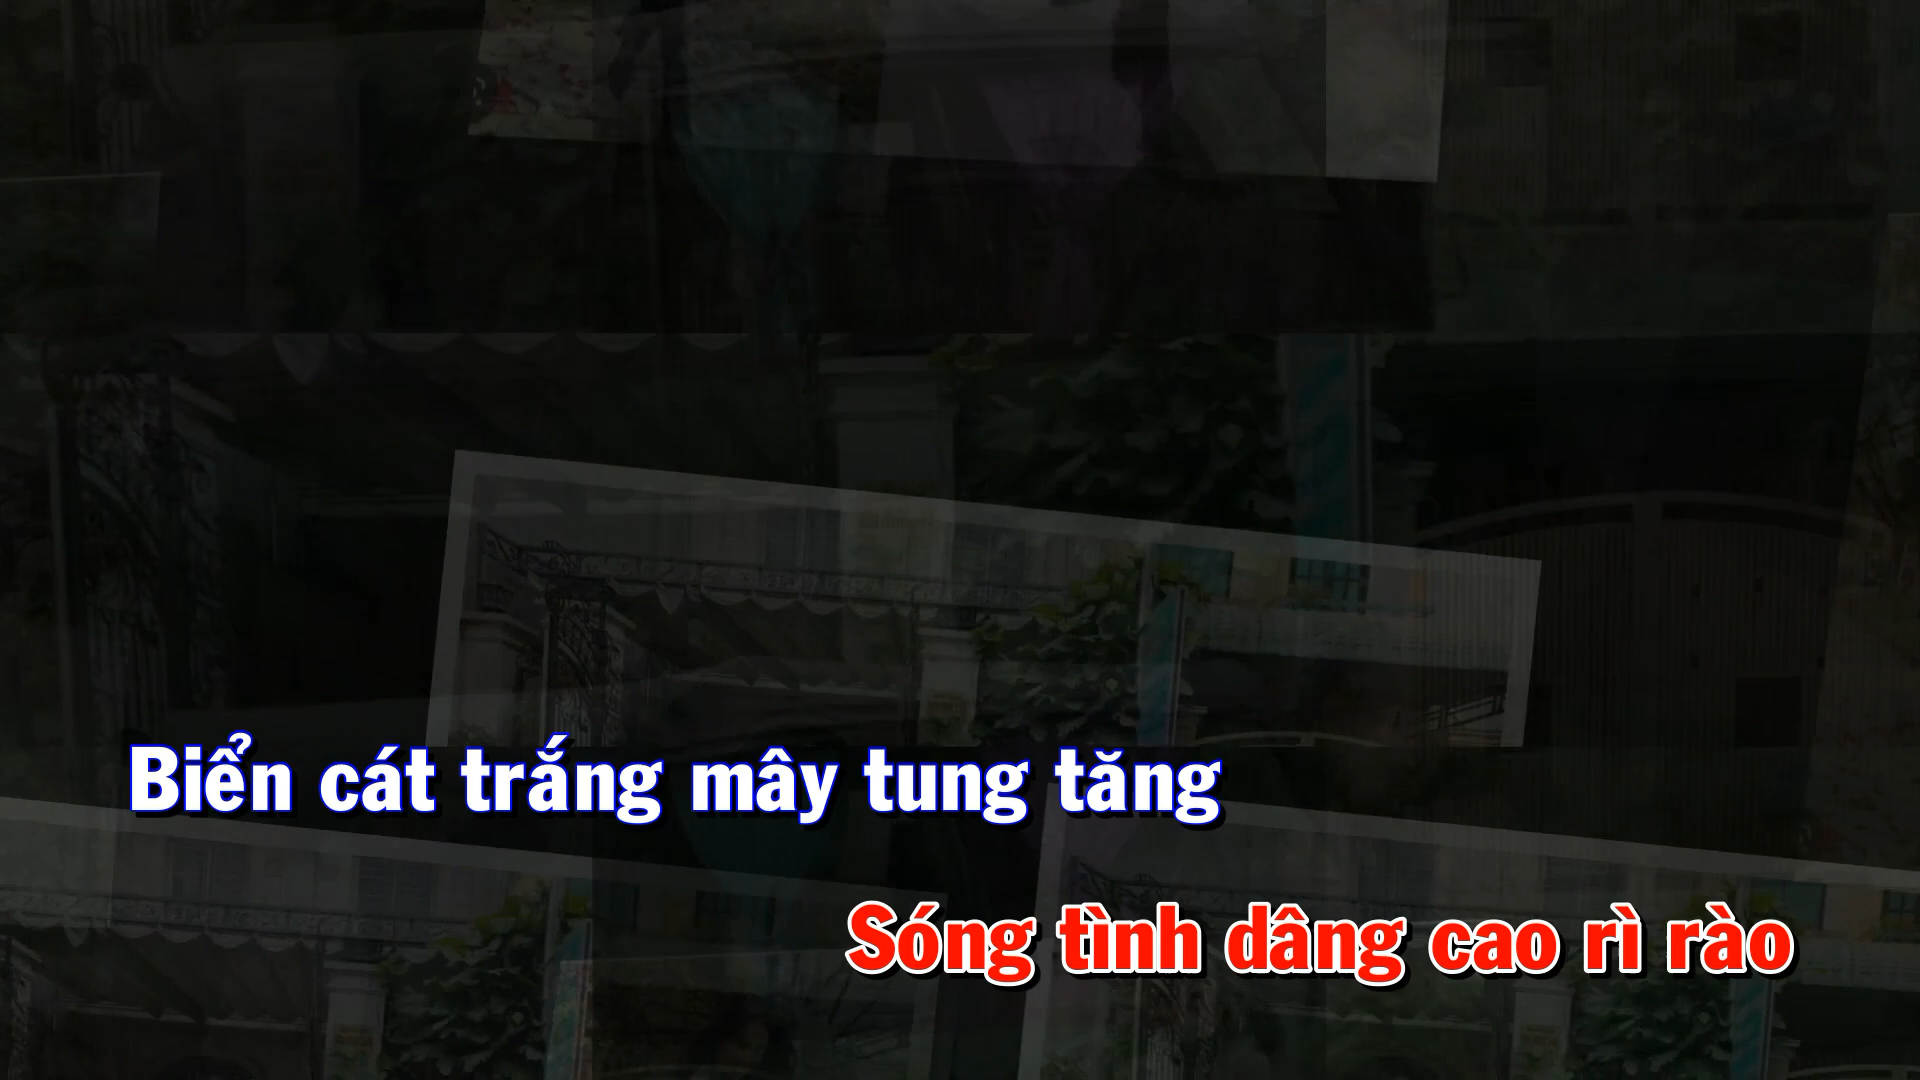 Biển cát trắng mây tung tăng
Sóng tình dâng cao rì rào